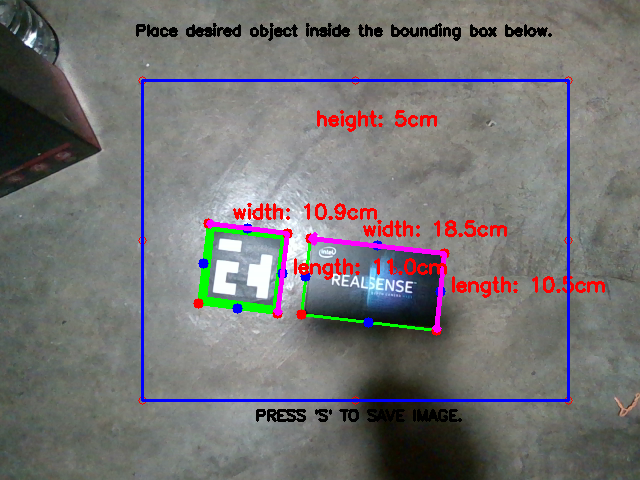 Place desired object inside the bounding box below.
height: 5cm
width: 10.9cm
width: 18.5cm
intel
length: 11.0cm
REALSENSE
length: 10.5cm
PRESS 'S' TO SAVE IMAGE.